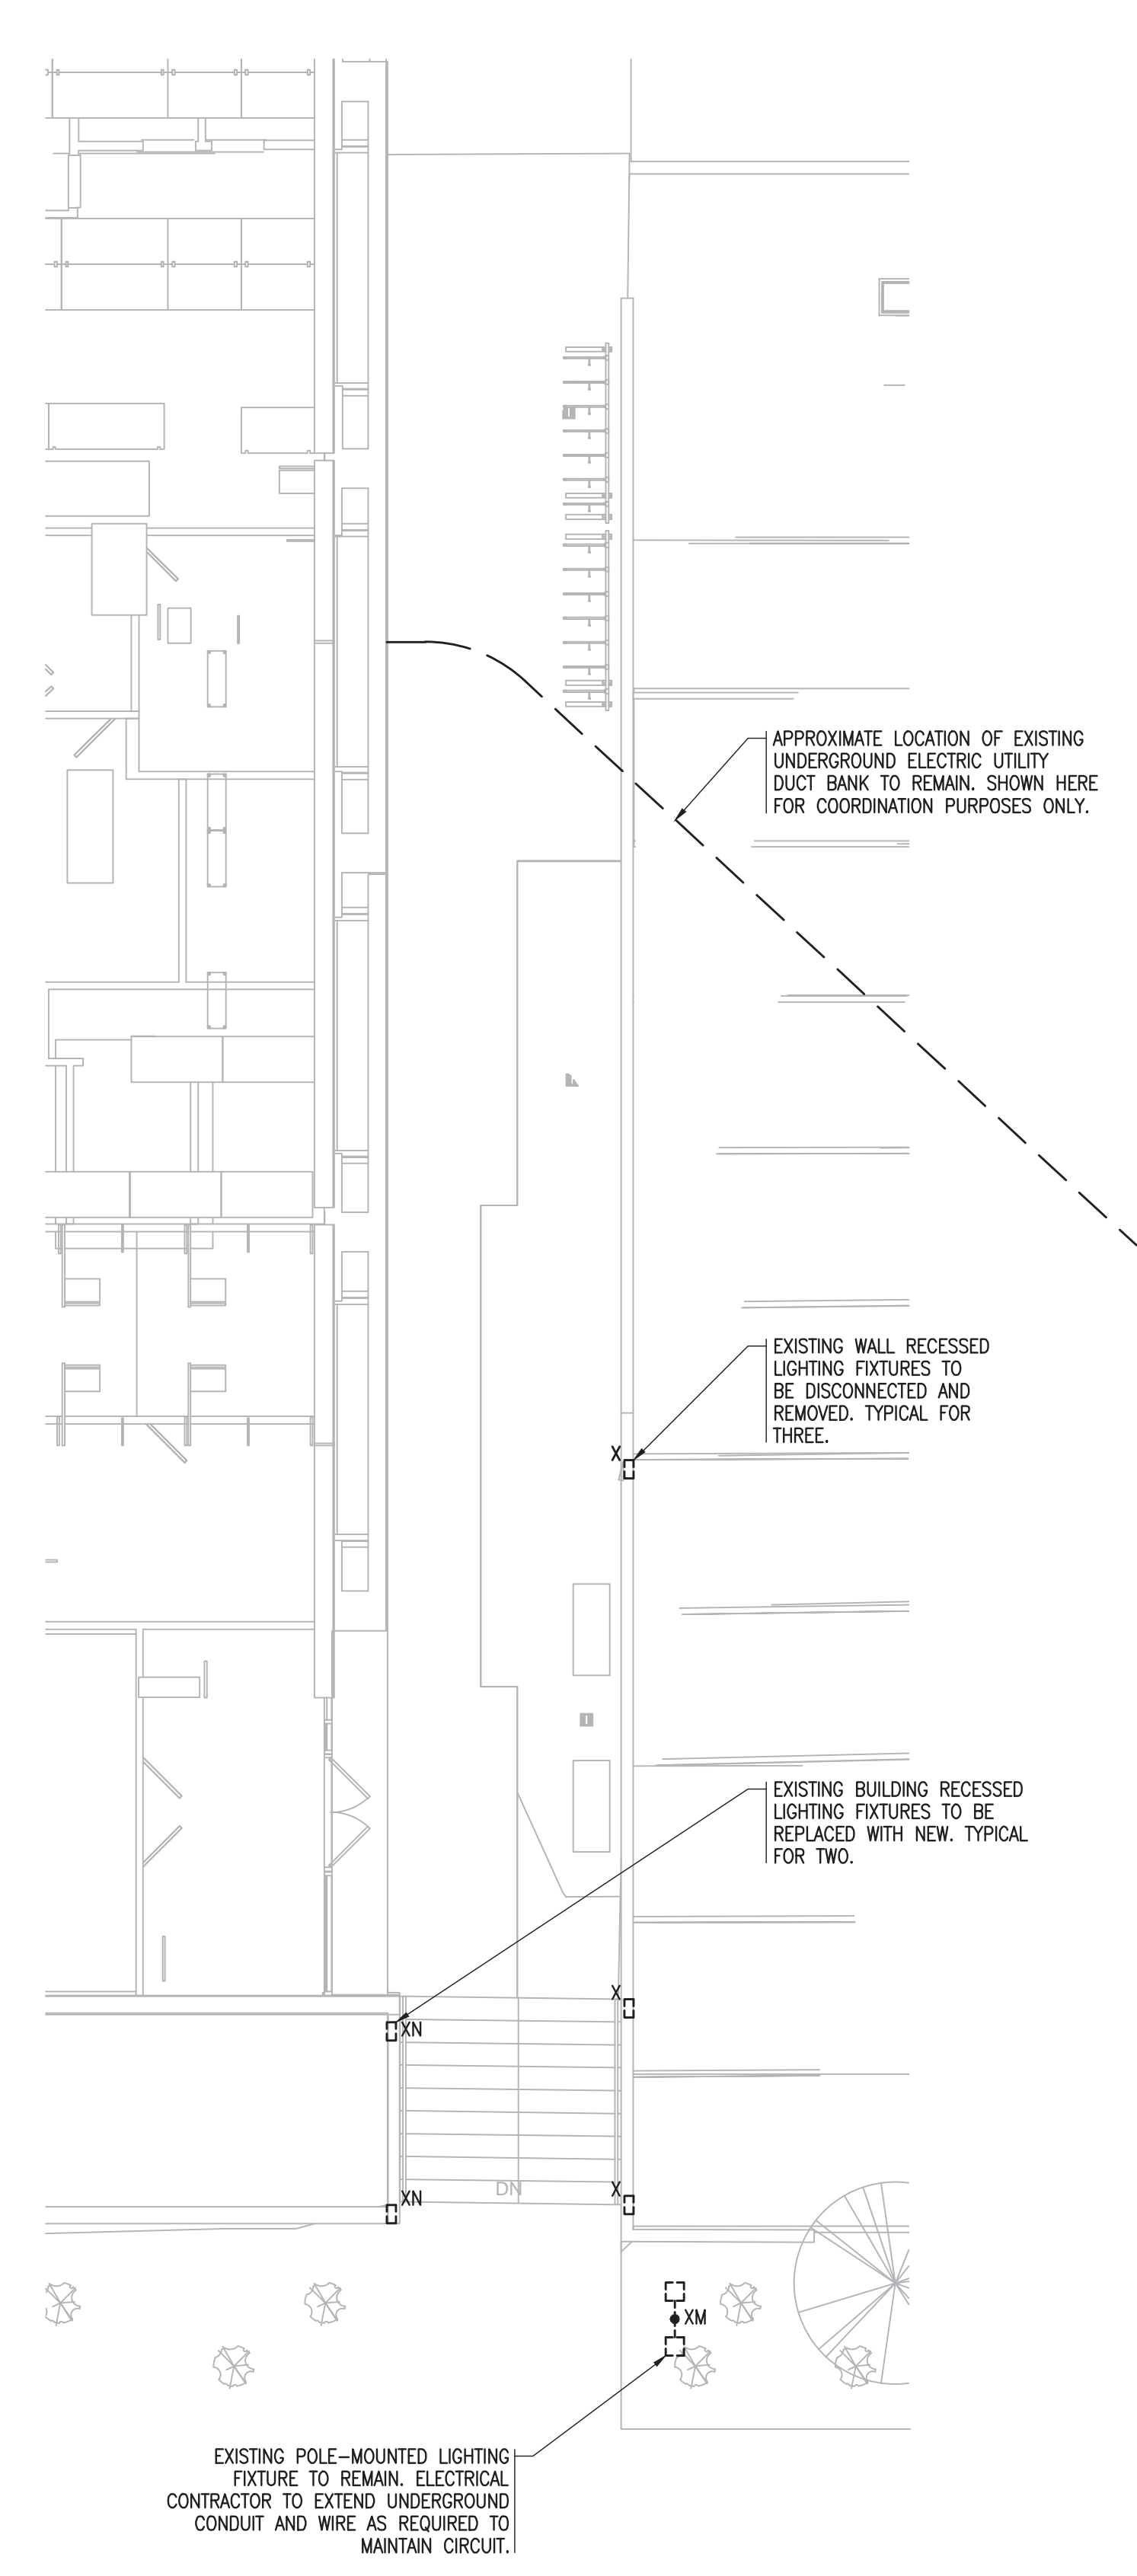 APPROXIMATE LOCATION OF EXISTING
UNDERGROUND ELECTRIC UTILITY
DUCT BANK TO REMAIN. SHOWN HERE
FOR COORDINATION PURPOSES ONLY.
EXISTING WALL RECESSED
LIGHTING FIXTURES TO
BE DISCONNECTED AND
REMOVED. TYPICAL FOR
THREE.
X
EXISTING BUILDING RECESSED
LIGHTING FIXTURES TO BE
REPLACED WITH NEW. TYPICAL
FOR TWO.
X
XN
DN
X
XN
XM
EXISTING POLE-MOUNTED LIGHTING
FIXTURE TO REMAIN. ELECTRICAL
CONTRACTOR TO EXTEND UNDERGROUND
CONDUIT AND WIRE AS REQUIRED TO
MAINTAIN CIRCUIT.